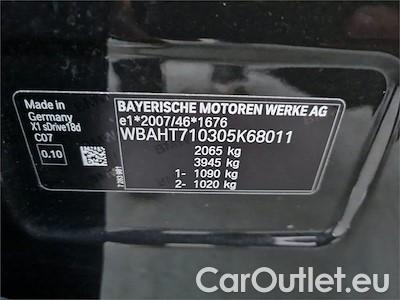 Made in
Germany
X1 sDrive18d
C07
0.10
BAYERISCHE MOTOREN WERKE AG
e1*2007/46*1676
WBAHT710305K68011
2065 kg
3945 kg
1- 1090 kg
2- 1020 kg
CarOutlet.eu